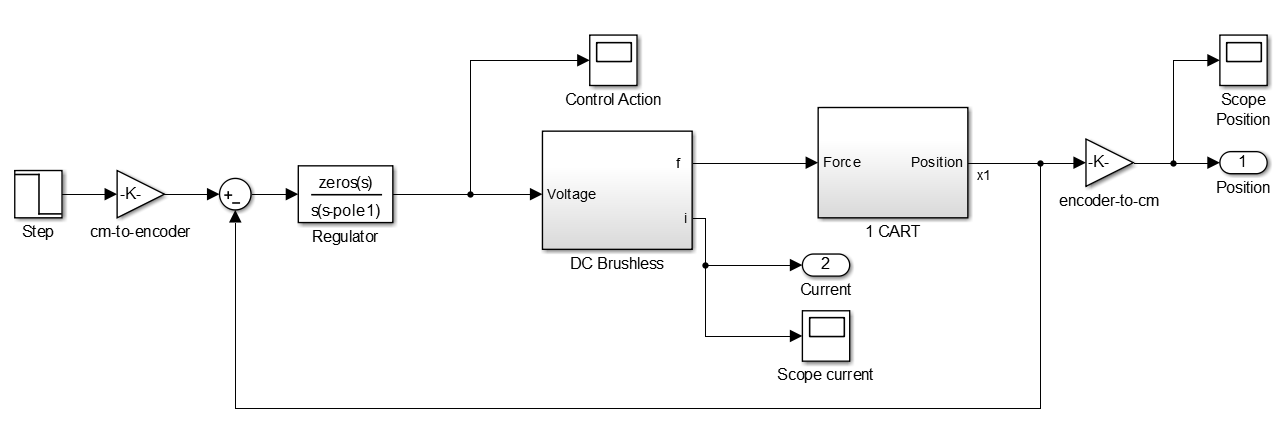 Step
-K-
cm-to-encoder
+
−
zeros(s)
s(s-pole1)
Regulator
Control Action
Voltage
f
i
DC Brushless
Force
Position
1 CART
x1
2
Current
Scope current
-K-
encoder-to-cm
Scope
Position
1
Position